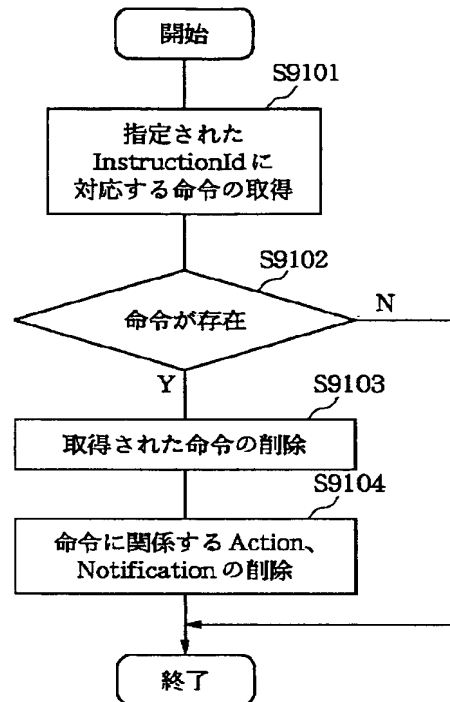 開始
S9101
指定された
InstructionIdに
対応する命令の取得
S9102
命令が存在
N
Y
S9103
取得された命令の削除
S9104
命令に関係するAction、
Notificationの削除
終了